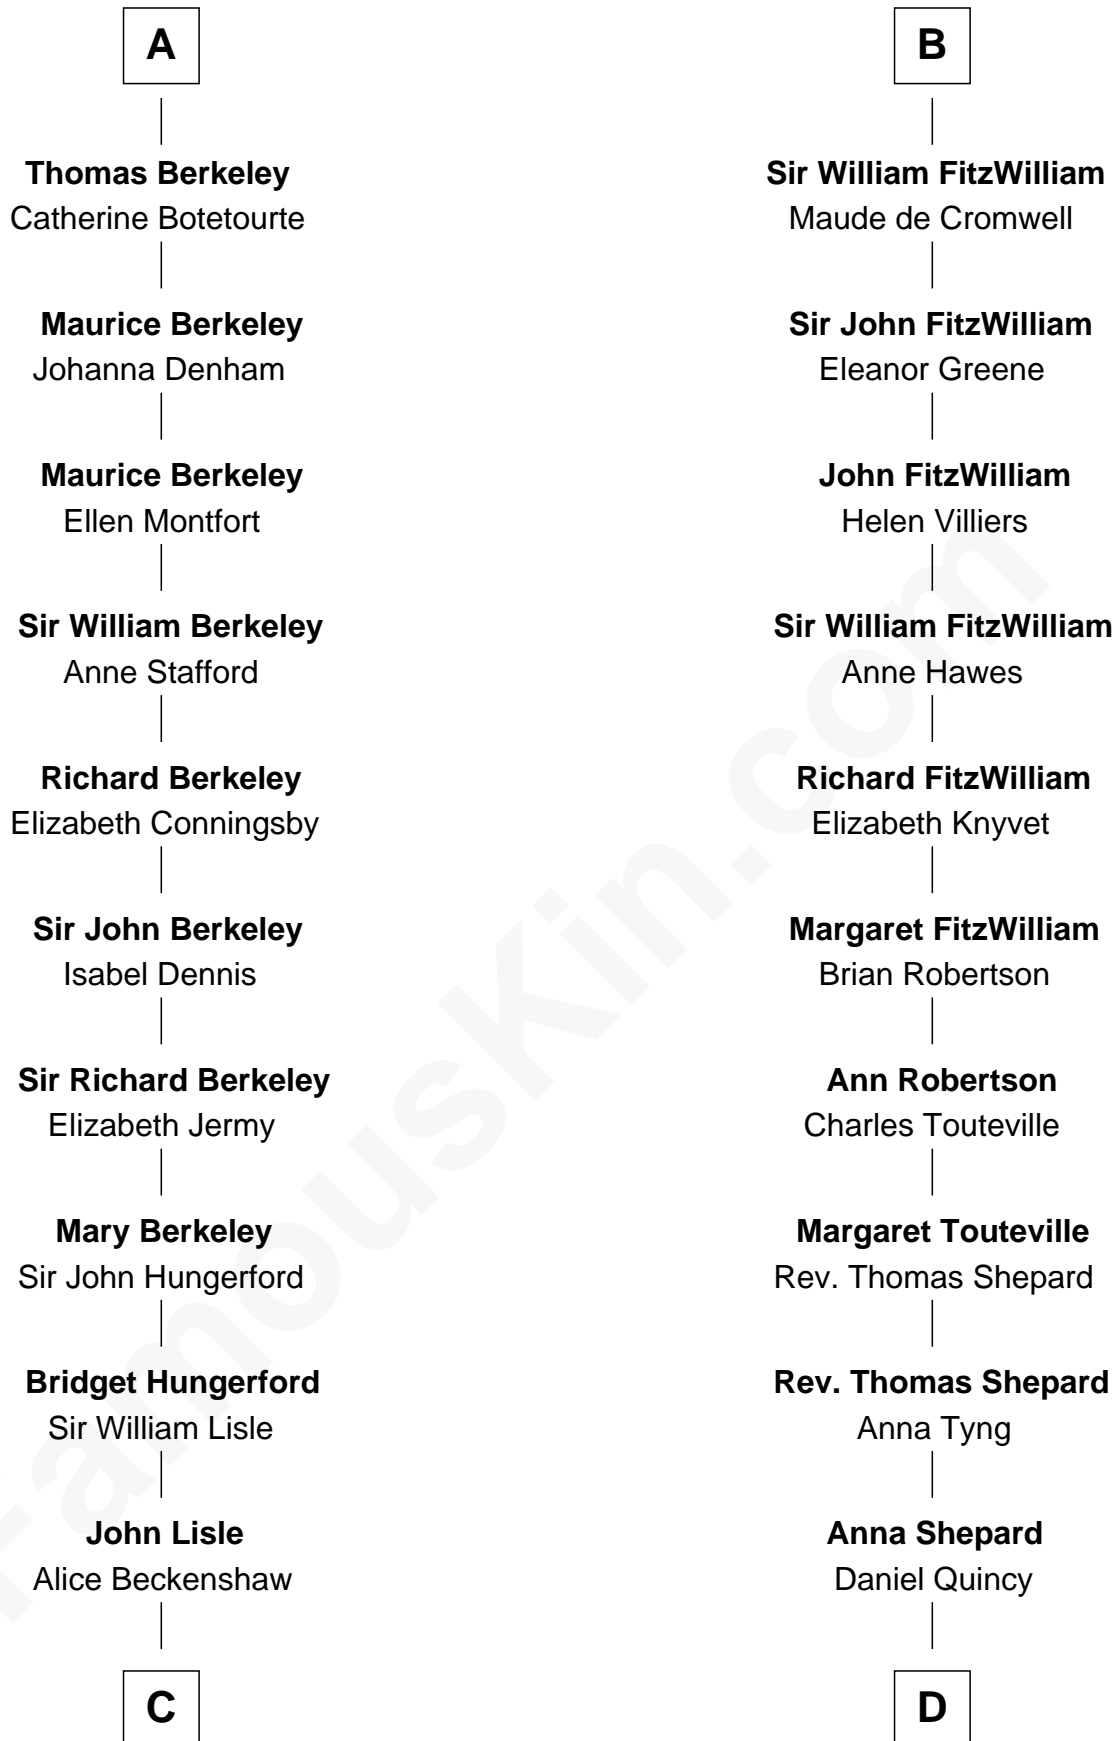 A
Thomas Berkeley
Catherine Botetourte
Maurice Berkeley
Johanna Denham
Maurice Berkeley
Ellen Montfort
Sir William Berkeley
Anne Stafford
Richard Berkeley
Elizabeth Conningsby
Sir John Berkeley
Isabel Dennis
Sir Richard Berkeley
Elizabeth Jermy
Mary Berkeley
Sir John Hungerford
Bridget Hungerford
Sir William Lisle
John Lisle
Alice Beckenshaw
C
B
Sir William FitzWilliam
Maude de Cromwell
Sir John FitzWilliam
Eleanor Greene
John FitzWilliam
Helen Villiers
Sir William FitzWilliam
Anne Hawes
Richard FitzWilliam
Elizabeth Knyvet
Margaret FitzWilliam
Brian Robertson
Ann Robertson
Charles Touteville
Margaret Touteville
Rev. Thomas Shepard
Rev. Thomas Shepard
Anna Tyng
Anna Shepard
Daniel Quincy
D
FamousKin.com